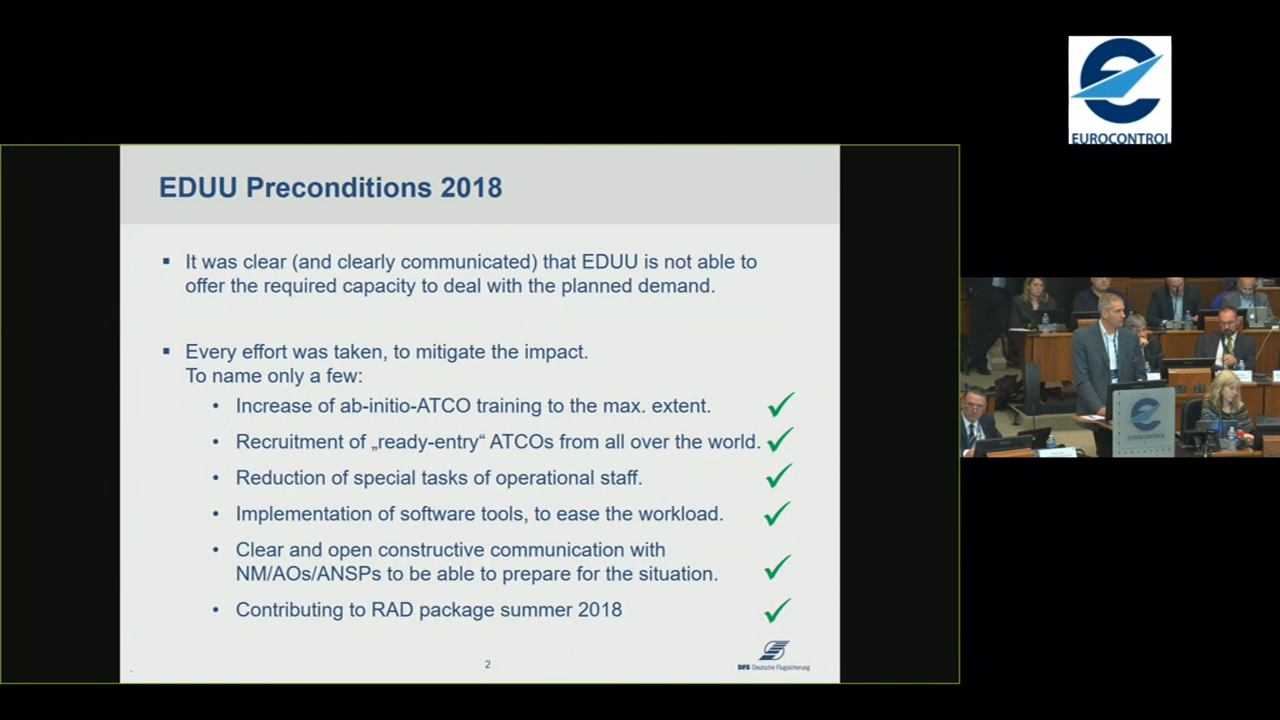 EUROCONTROL
EDUU Preconditions 2018
It was clear (and clearly communicated) that EDUU is not able to
offer the required capacity to deal with the planned demand.
Every effort was taken, to mitigate the impact.
To name only a few:
Increase of ab-initio-ATCO training to the max. extent.
Recruitment of „ready-entry“ ATCOs from all over the world.
Reduction of special tasks of operational staff.
Implementation of software tools, to ease the workload.
Clear and open constructive communication with
NM/AOs/ANSPs to be able to prepare for the situation.
Contributing to RAD package summer 2018
2
DFS Deutsche Flugsicherung
EUROCONTROL